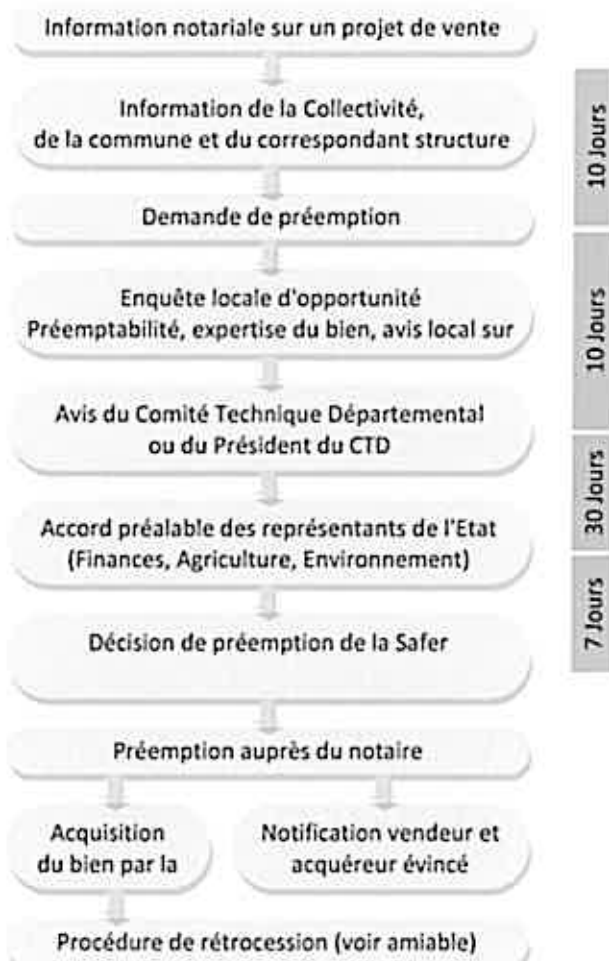 Information notariale sur un projet de vente
Information de la Collectivité,
de la commune et du correspondant structure
Demande de préemption
Enquête locale d'opportunité
Préemptabilité, expertise du bien, avis local sur
Avis du Comité Technique Départemental
ou du Président du CTD
Accord préalable des représentants de l'Etat
(Finances, Agriculture, Environnement)
Décision de préemption de la Safer
Préemption auprès du notaire
Acquisition
du bien par la
Notification vendeur et
acquéreur évincé
Procédure de rétrocession (voir amiable)
10 Jours
10 Jours
30 Jours
7 Jours